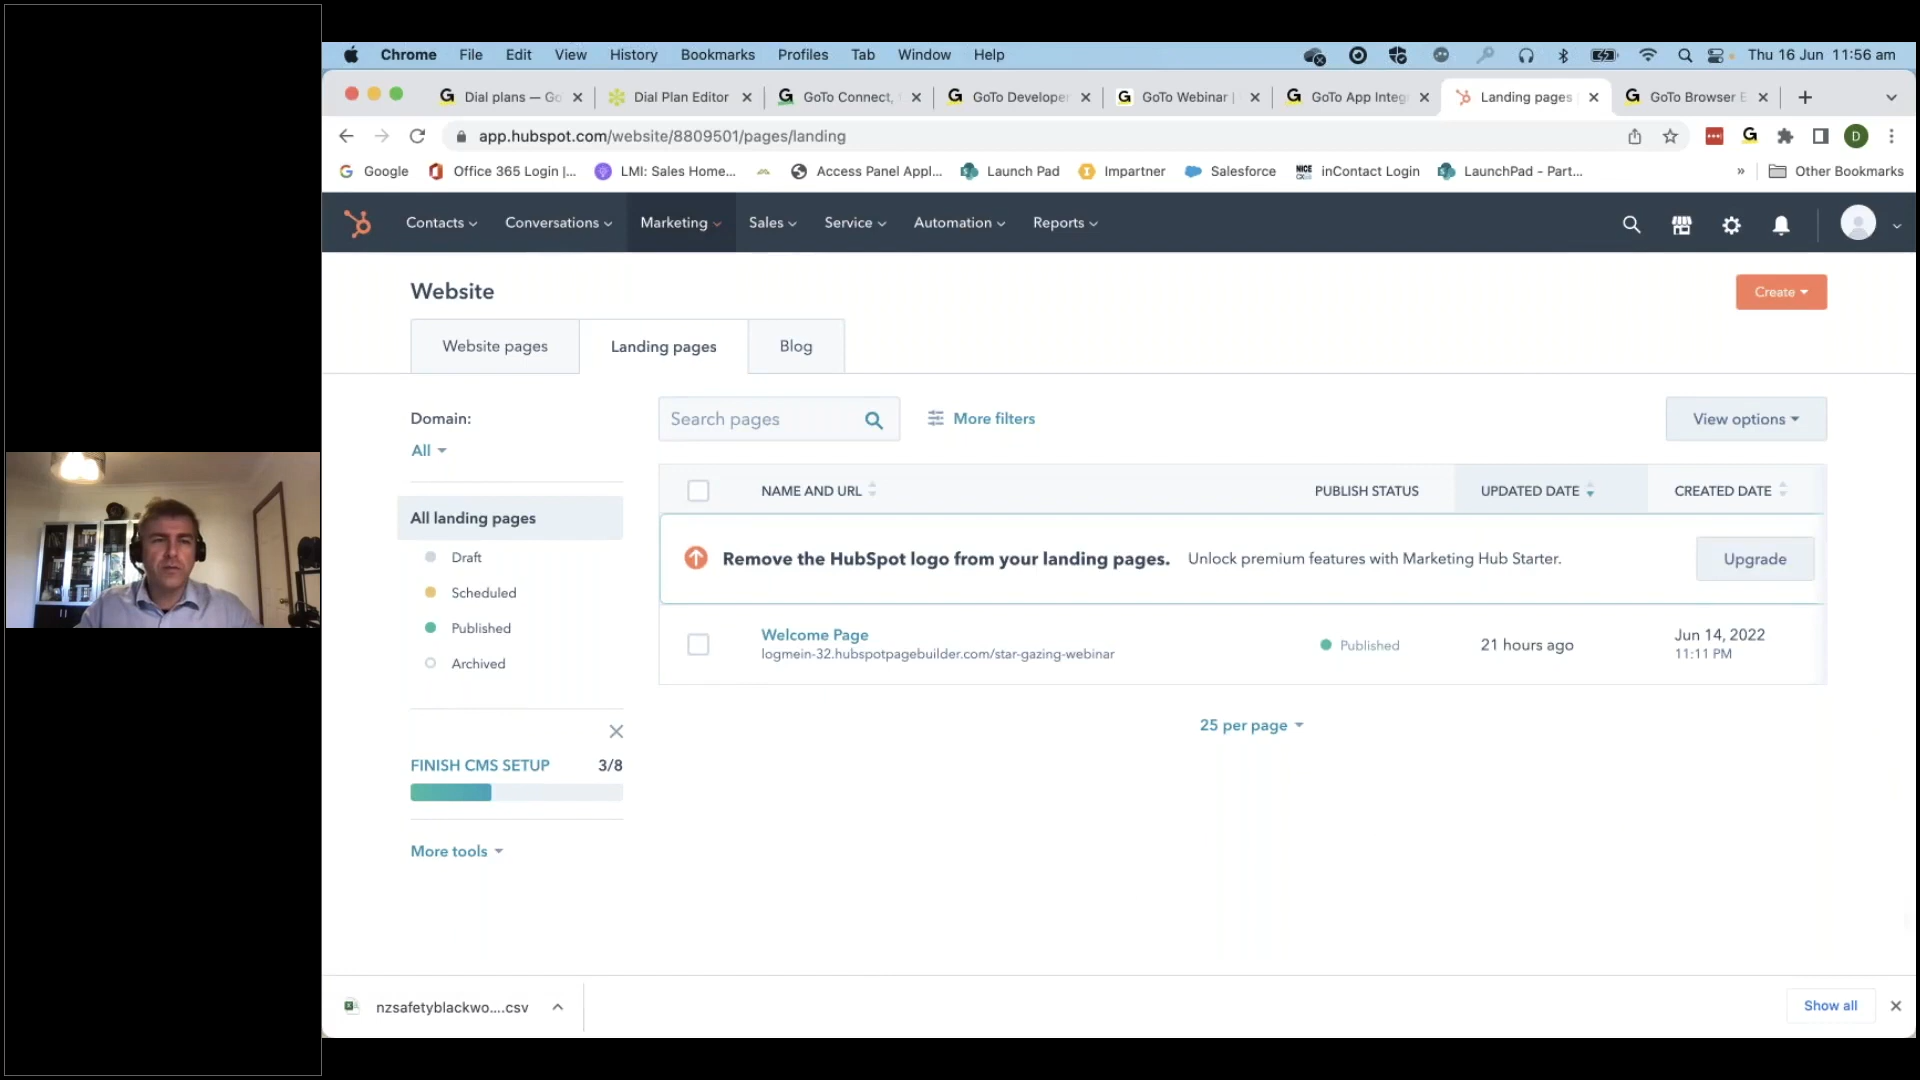 Chrome File Edit View History Bookmarks Profiles Tab Window Help Thu 16 Jun 11:56 am
Dial plans — Go Dial Plan Editor GoTo Connect, GoTo Developer GoTo Webinar | GoTo App Integ Landing pages GoTo Browser E
app.hubspot.com/website/8809501/pages/landing D
Google Office 365 Login |... LMI: Sales Home... Access Panel Appl... Launch Pad Impartner Salesforce NICE inContact Login LaunchPad - Part... » Other Bookmarks
Contacts Conversations Marketing Sales Service Automation Reports
Website
Create
Website pages Landing pages Blog
Domain:
All
Search pages More filters View options
NAME AND URL PUBLISH STATUS UPDATED DATE CREATED DATE
All landing pages
Draft
Scheduled
Published
Archived
Remove the HubSpot logo from your landing pages. Unlock premium features with Marketing Hub Starter. Upgrade
Welcome Page
logmein-32.hubspotpagebuilder.com/star-gazing-webinar
Published 21 hours ago Jun 14, 2022
11:11 PM
25 per page
FINISH CMS SETUP 3/8
More tools
nzsafetyblackwo....csv Show all